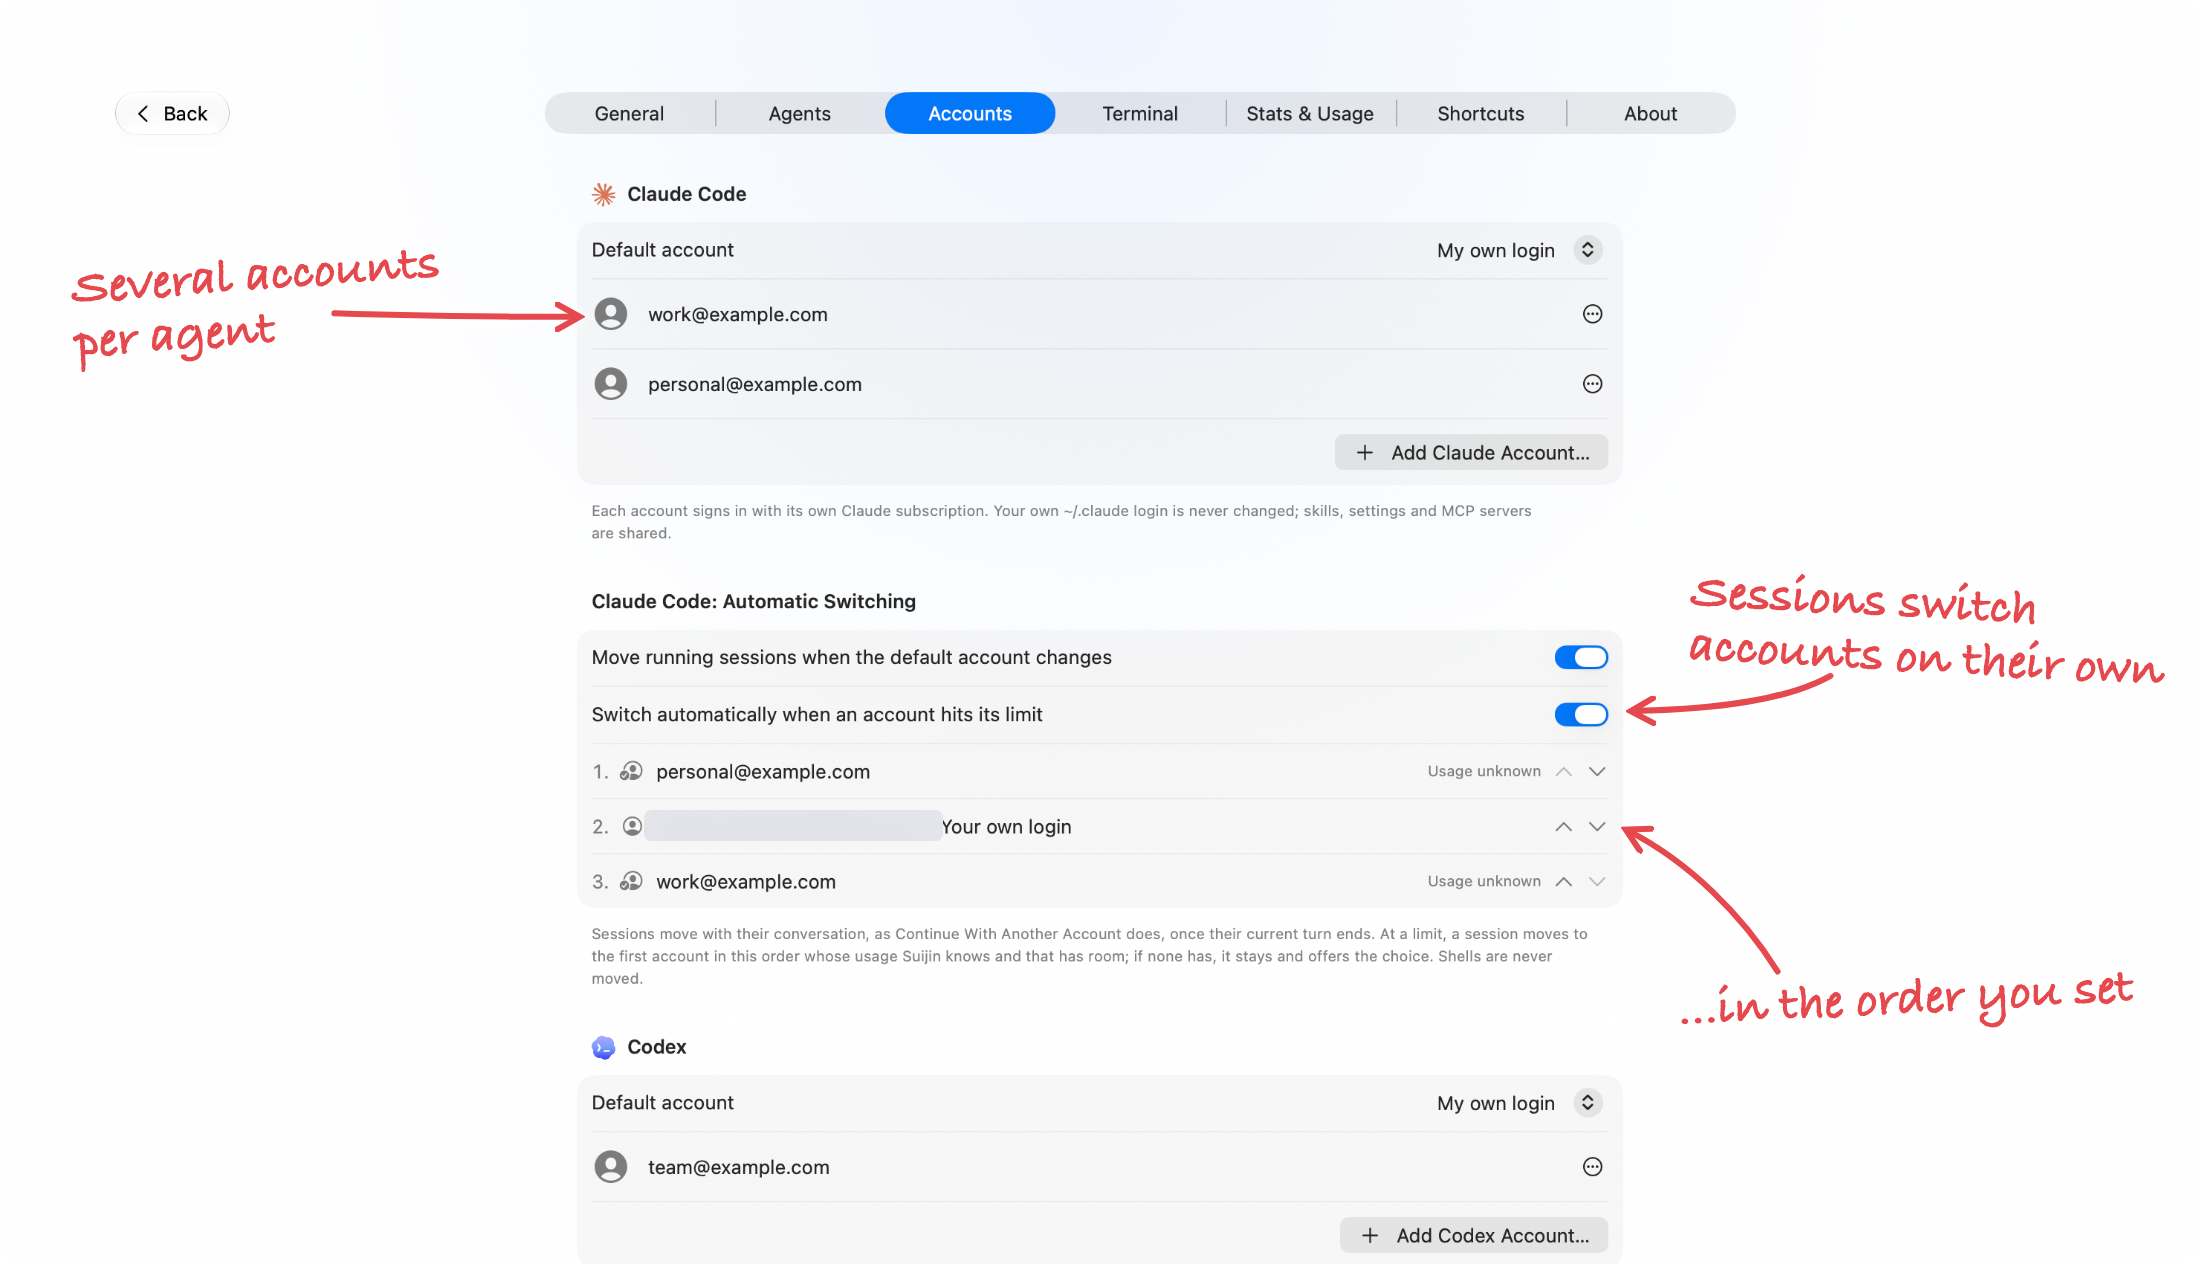 Back
General
Agents
Accounts
Terminal
Stats & Usage
Shortcuts
About
Claude Code
Default account
My own login
Several accounts
per agent
work@example.com
personal@example.com
+ Add Claude Account...
Each account signs in with its own Claude subscription. Your own ~/.claude login is never changed; skills, settings and MCP servers
are shared.
Claude Code: Automatic Switching
Move running sessions when the default account changes
Sessions switch
accounts on their own
Switch automatically when an account hits its limit
1. personal@example.com Usage unknown
2. Your own login
3. work@example.com Usage unknown
...in the order you set
Sessions move with their conversation, as Continue With Another Account does, once their current turn ends. At a limit, a session moves to
the first account in this order whose usage Suijin knows and that has room; if none has, it stays and offers the choice. Shells are never
moved.
Codex
Default account
My own login
team@example.com
+ Add Codex Account...